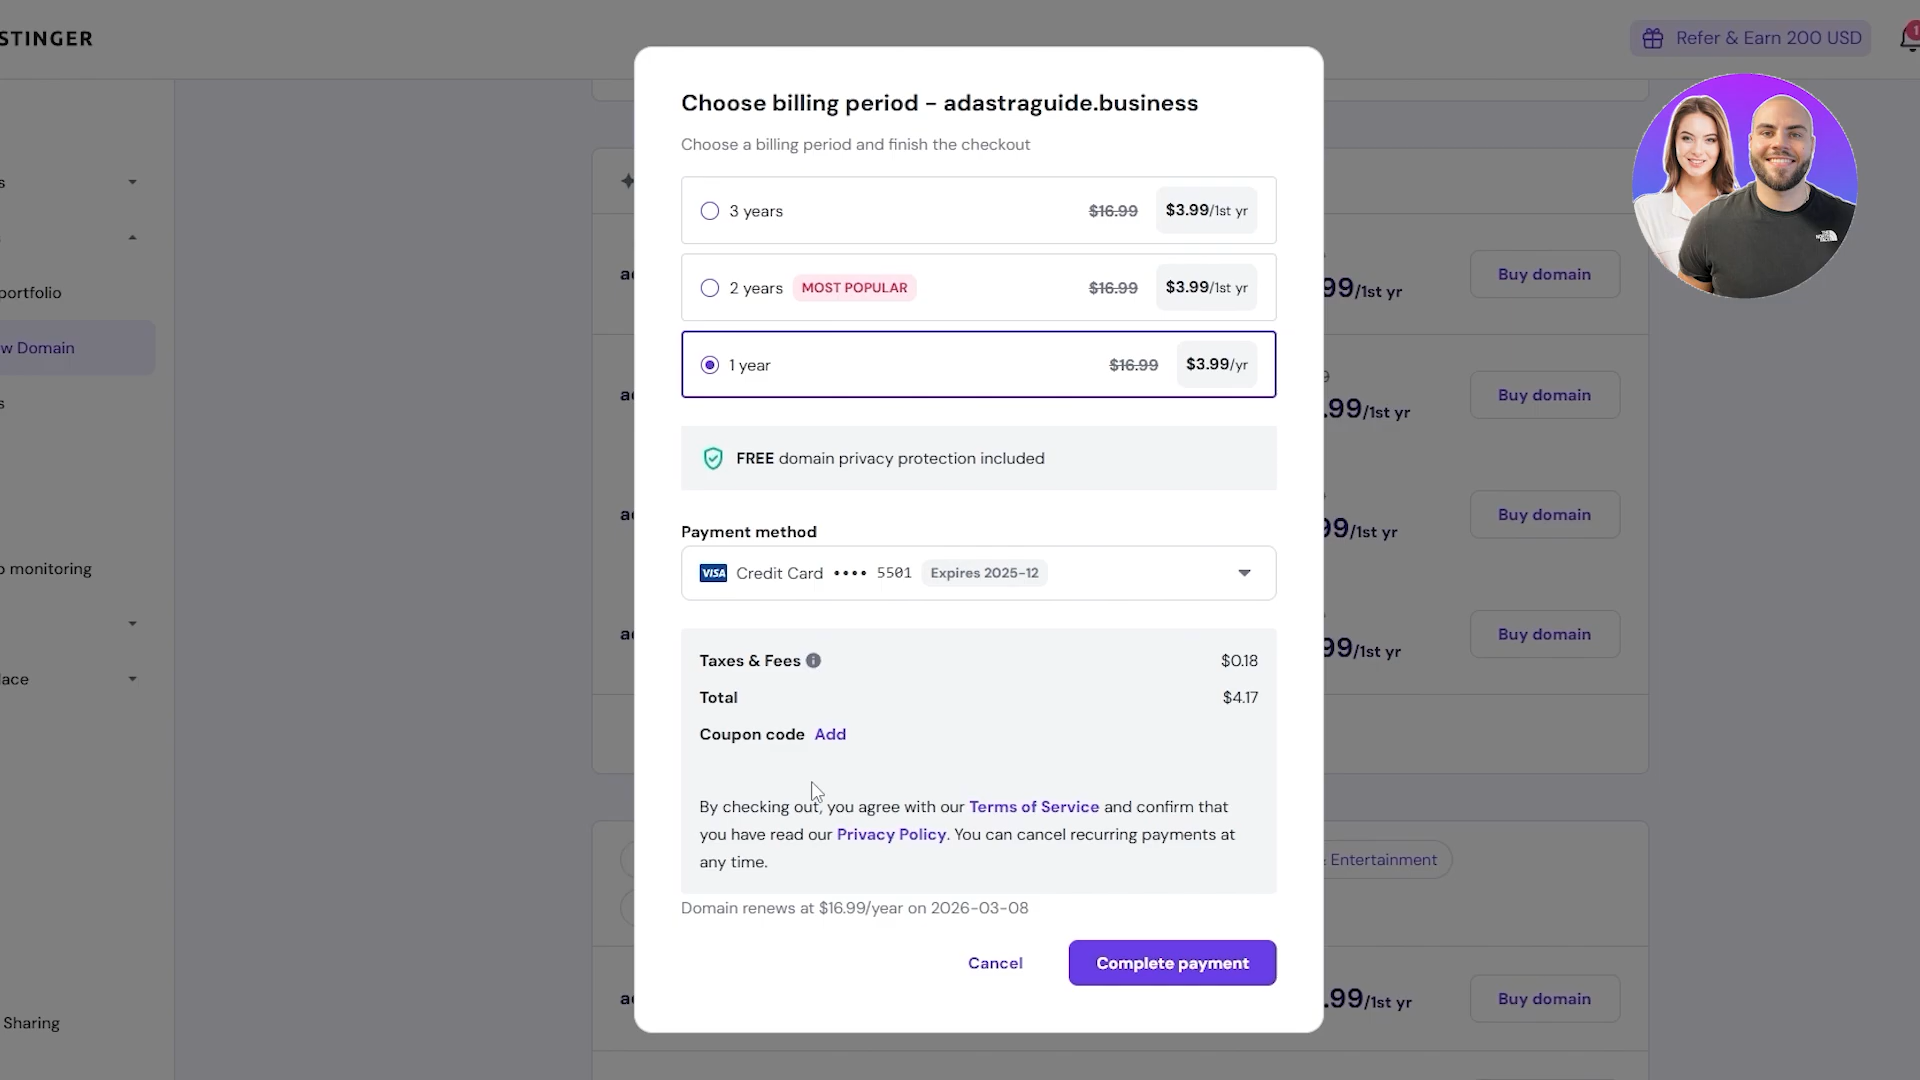 STINGER
Refer & Earn 200 USD
1
portfolio
w Domain
s
monitoring
lace
Sharing
Choose billing period - adastraguide.business
Choose a billing period and finish the checkout
3 years $16.99 $3.99/1st yr
2 years MOST POPULAR $16.99 $3.99/1st yr
1 year $16.99 $3.99/yr
FREE domain privacy protection included
Payment method
VISA Credit Card •••• 5501 Expires 2025-12
Taxes & Fees $0.18
Total $4.17
Coupon code Add
By checking out, you agree with our Terms of Service and confirm that
you have read our Privacy Policy. You can cancel recurring payments at
any time.
Domain renews at $16.99/year on 2026-03-08
Cancel Complete payment
99/1st yr Buy domain
.99/1st yr Buy domain
99/1st yr Buy domain
99/1st yr Buy domain
Entertainment
.99/1st yr Buy domain
THE NORTH FACE